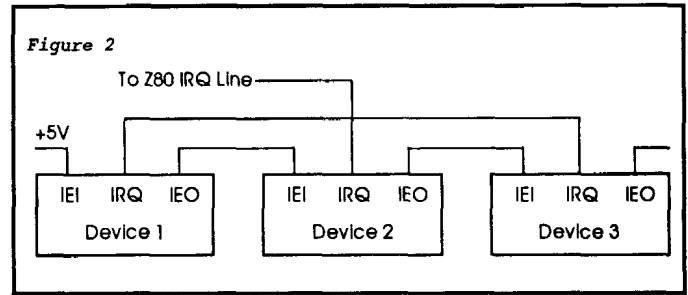 Figure 2
To Z80 IRQ Line
+5V
IEI IRQ IEO IEI IRQ IEO IEI IRQ IEO
Device 1 Device 2 Device 3